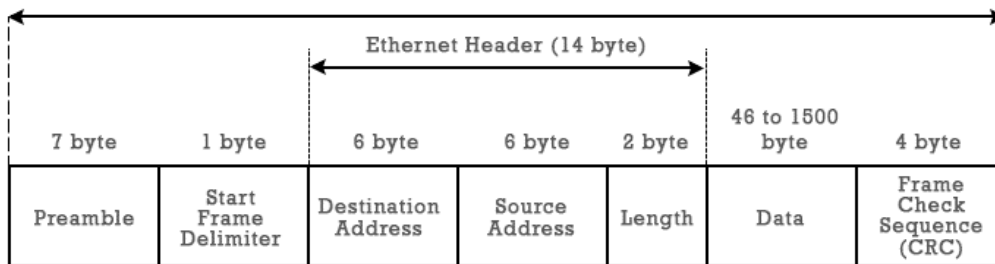 Ethernet Header (14 byte)
46 to 1500
7 byte 1 byte 6 byte 6 byte 2 byte byte 4 byte
Preamble
Start
Frame
Delimiter
Destination
Address
Source
Address
Length
Data
Frame
Check
Sequence
(CRC)